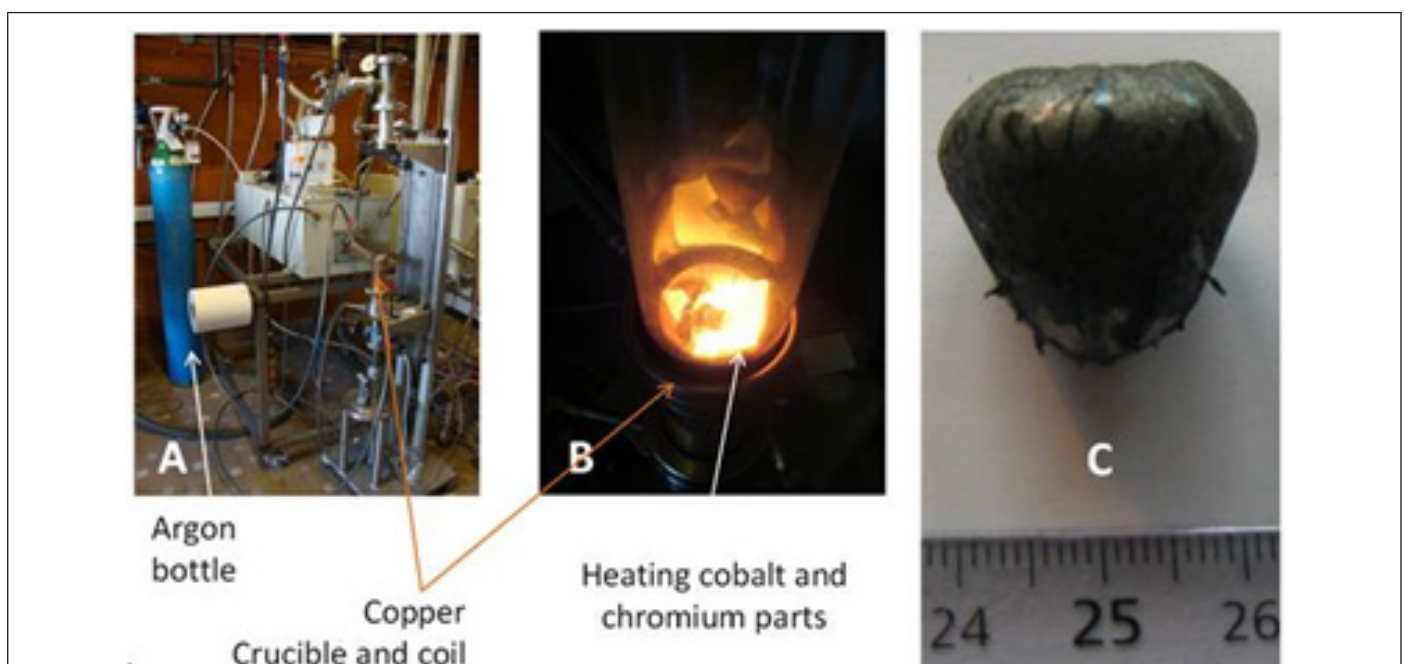 A
B
C
Argon
bottle
Copper
Crucible and coil
Heating cobalt and
chromium parts
24 25 26